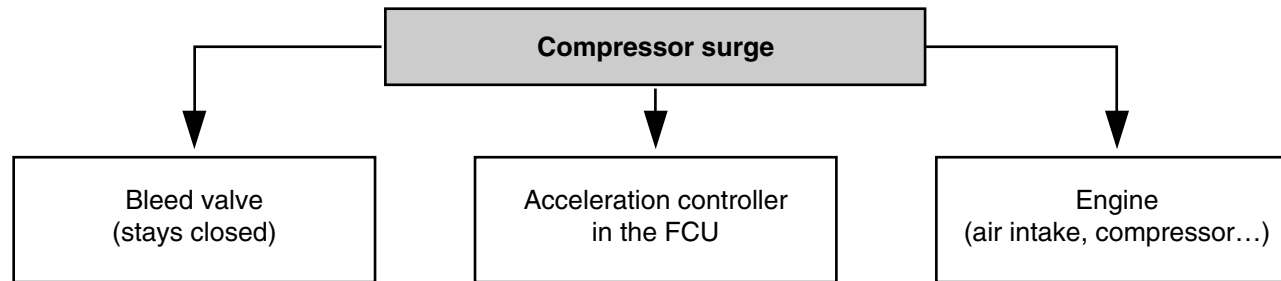 Compressor surge
Bleed valve
(stays closed)
Acceleration controller
in the FCU
Engine
(air intake, compressor…)